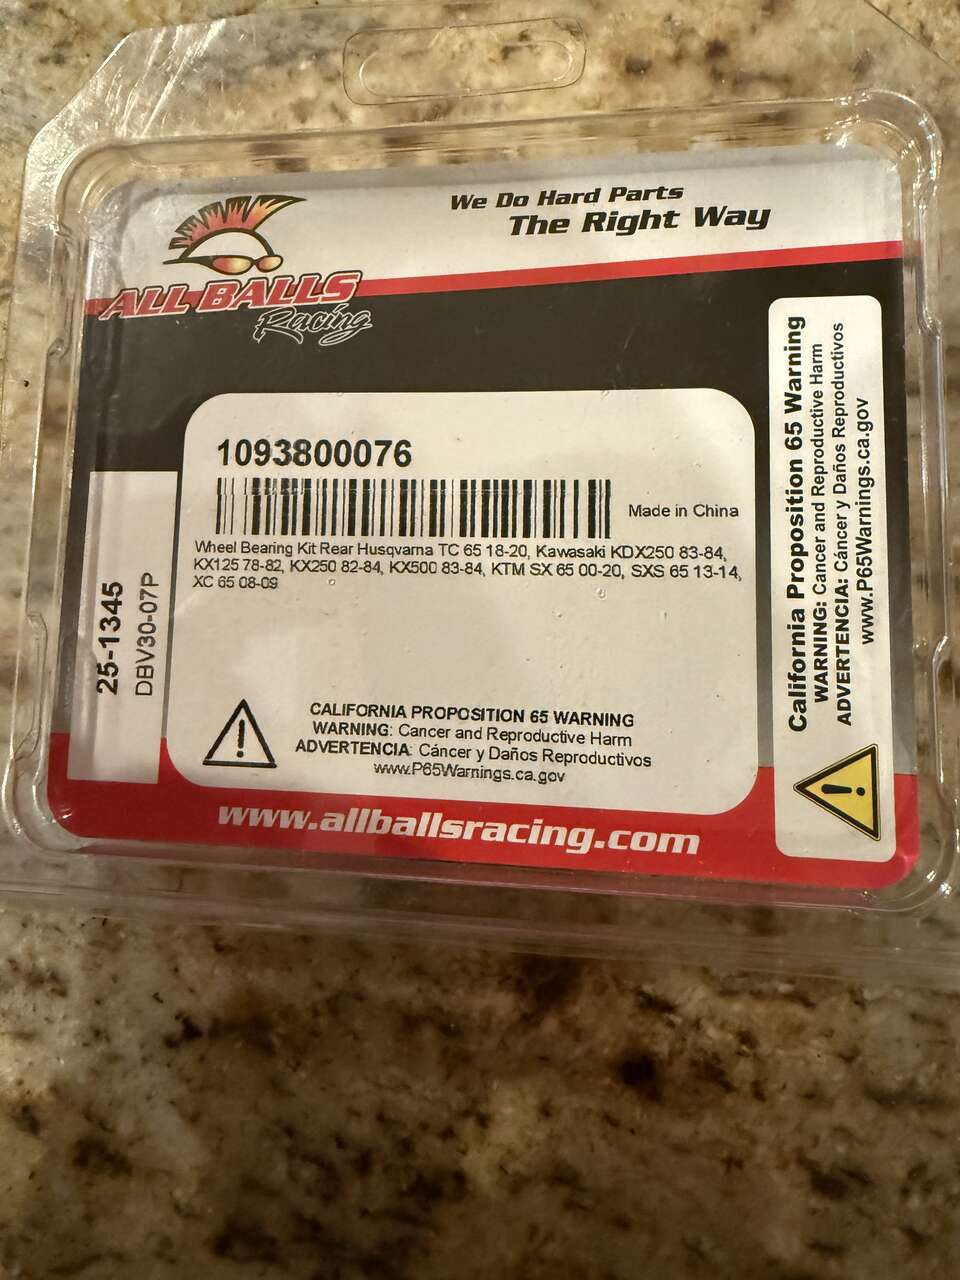 We Do Hard Parts
The Right Way
ALL BALLS
Racing
1093800076
Made in China
Wheel Bearing Kit Rear Husqvarna TC 65 18-20, Kawasaki KDX250 83-84,
KX125 78-82, KX250 82-84, KX500 83-84, KTM SX 65 00-20, SXS 65 13-14,
XC 65 08-09
25-1345
DBV30-07P
CALIFORNIA PROPOSITION 65 WARNING
WARNING: Cancer and Reproductive Harm
ADVERTENCIA: Cáncer y Daños Reproductivos
www.P65Warnings.ca.gov
California Proposition 65 Warning
WARNING: Cancer and Reproductive Harm
ADVERTENCIA: Cáncer y Daños Reproductivos
www.P65Warnings.ca.gov
www.allballsracing.com